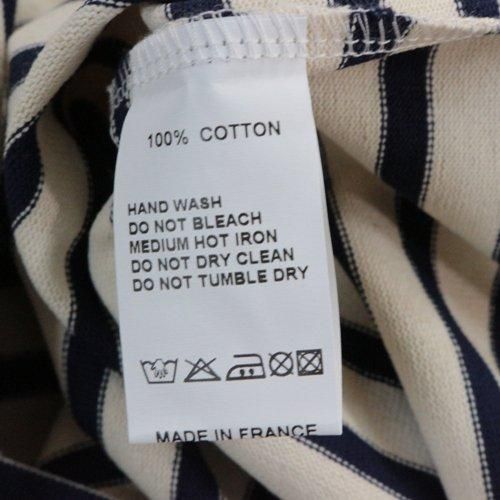 100% COTTON
HAND WASH
DO NOT BLEACH
MEDIUM HOT IRON
DO NOT DRY CLEAN
DO NOT TUMBLE DRY
MADE IN FRANCE